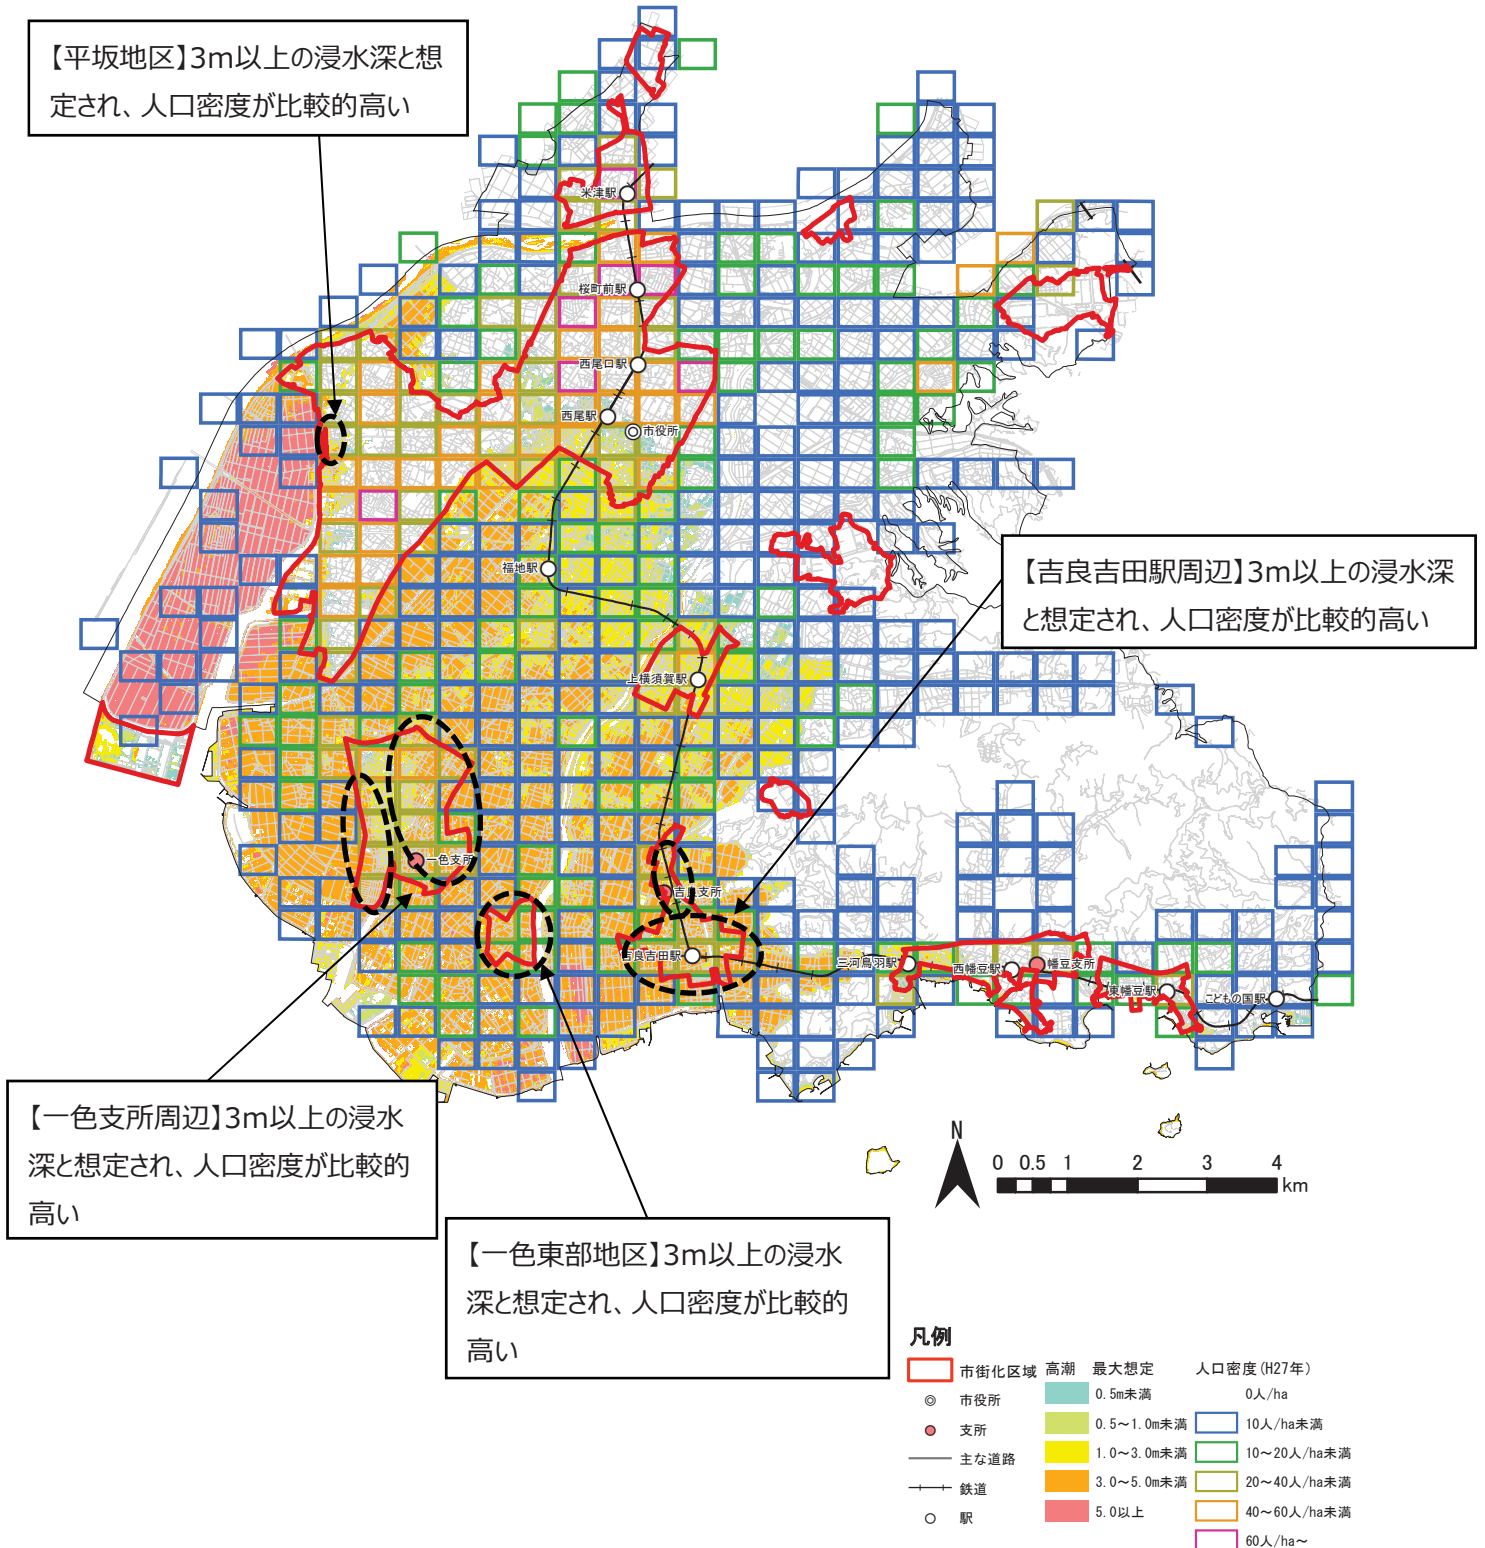 【平坂地区】3m以上の浸水深と想
定され、人口密度が比較的高い
米津駅
桜町前駅
西尾口駅
西尾駅
市役所
福地駅
【吉良吉田駅周辺】3m以上の浸水深
と想定され、人口密度が比較的高い
上横須賀駅
一色支所
吉良支所
吉良吉田駅
三河鳥羽駅
西幡豆駅
幡豆支所
東幡豆駅
こどもの国駅
【一色支所周辺】3m以上の浸水
深と想定され、人口密度が比較的
高い
【一色東部地区】3m以上の浸水
深と想定され、人口密度が比較的
高い
N
0 0.5 1 2 3 4
km
凡例
市街化区域
市役所
支所
主な道路
鉄道
駅
高潮 最大想定
0.5m未満
0.5～1.0m未満
1.0～3.0m未満
3.0～5.0m未満
5.0以上
人口密度(H27年)
0人/ha
10人/ha未満
10～20人/ha未満
20～40人/ha未満
40～60人/ha未満
60人/ha～